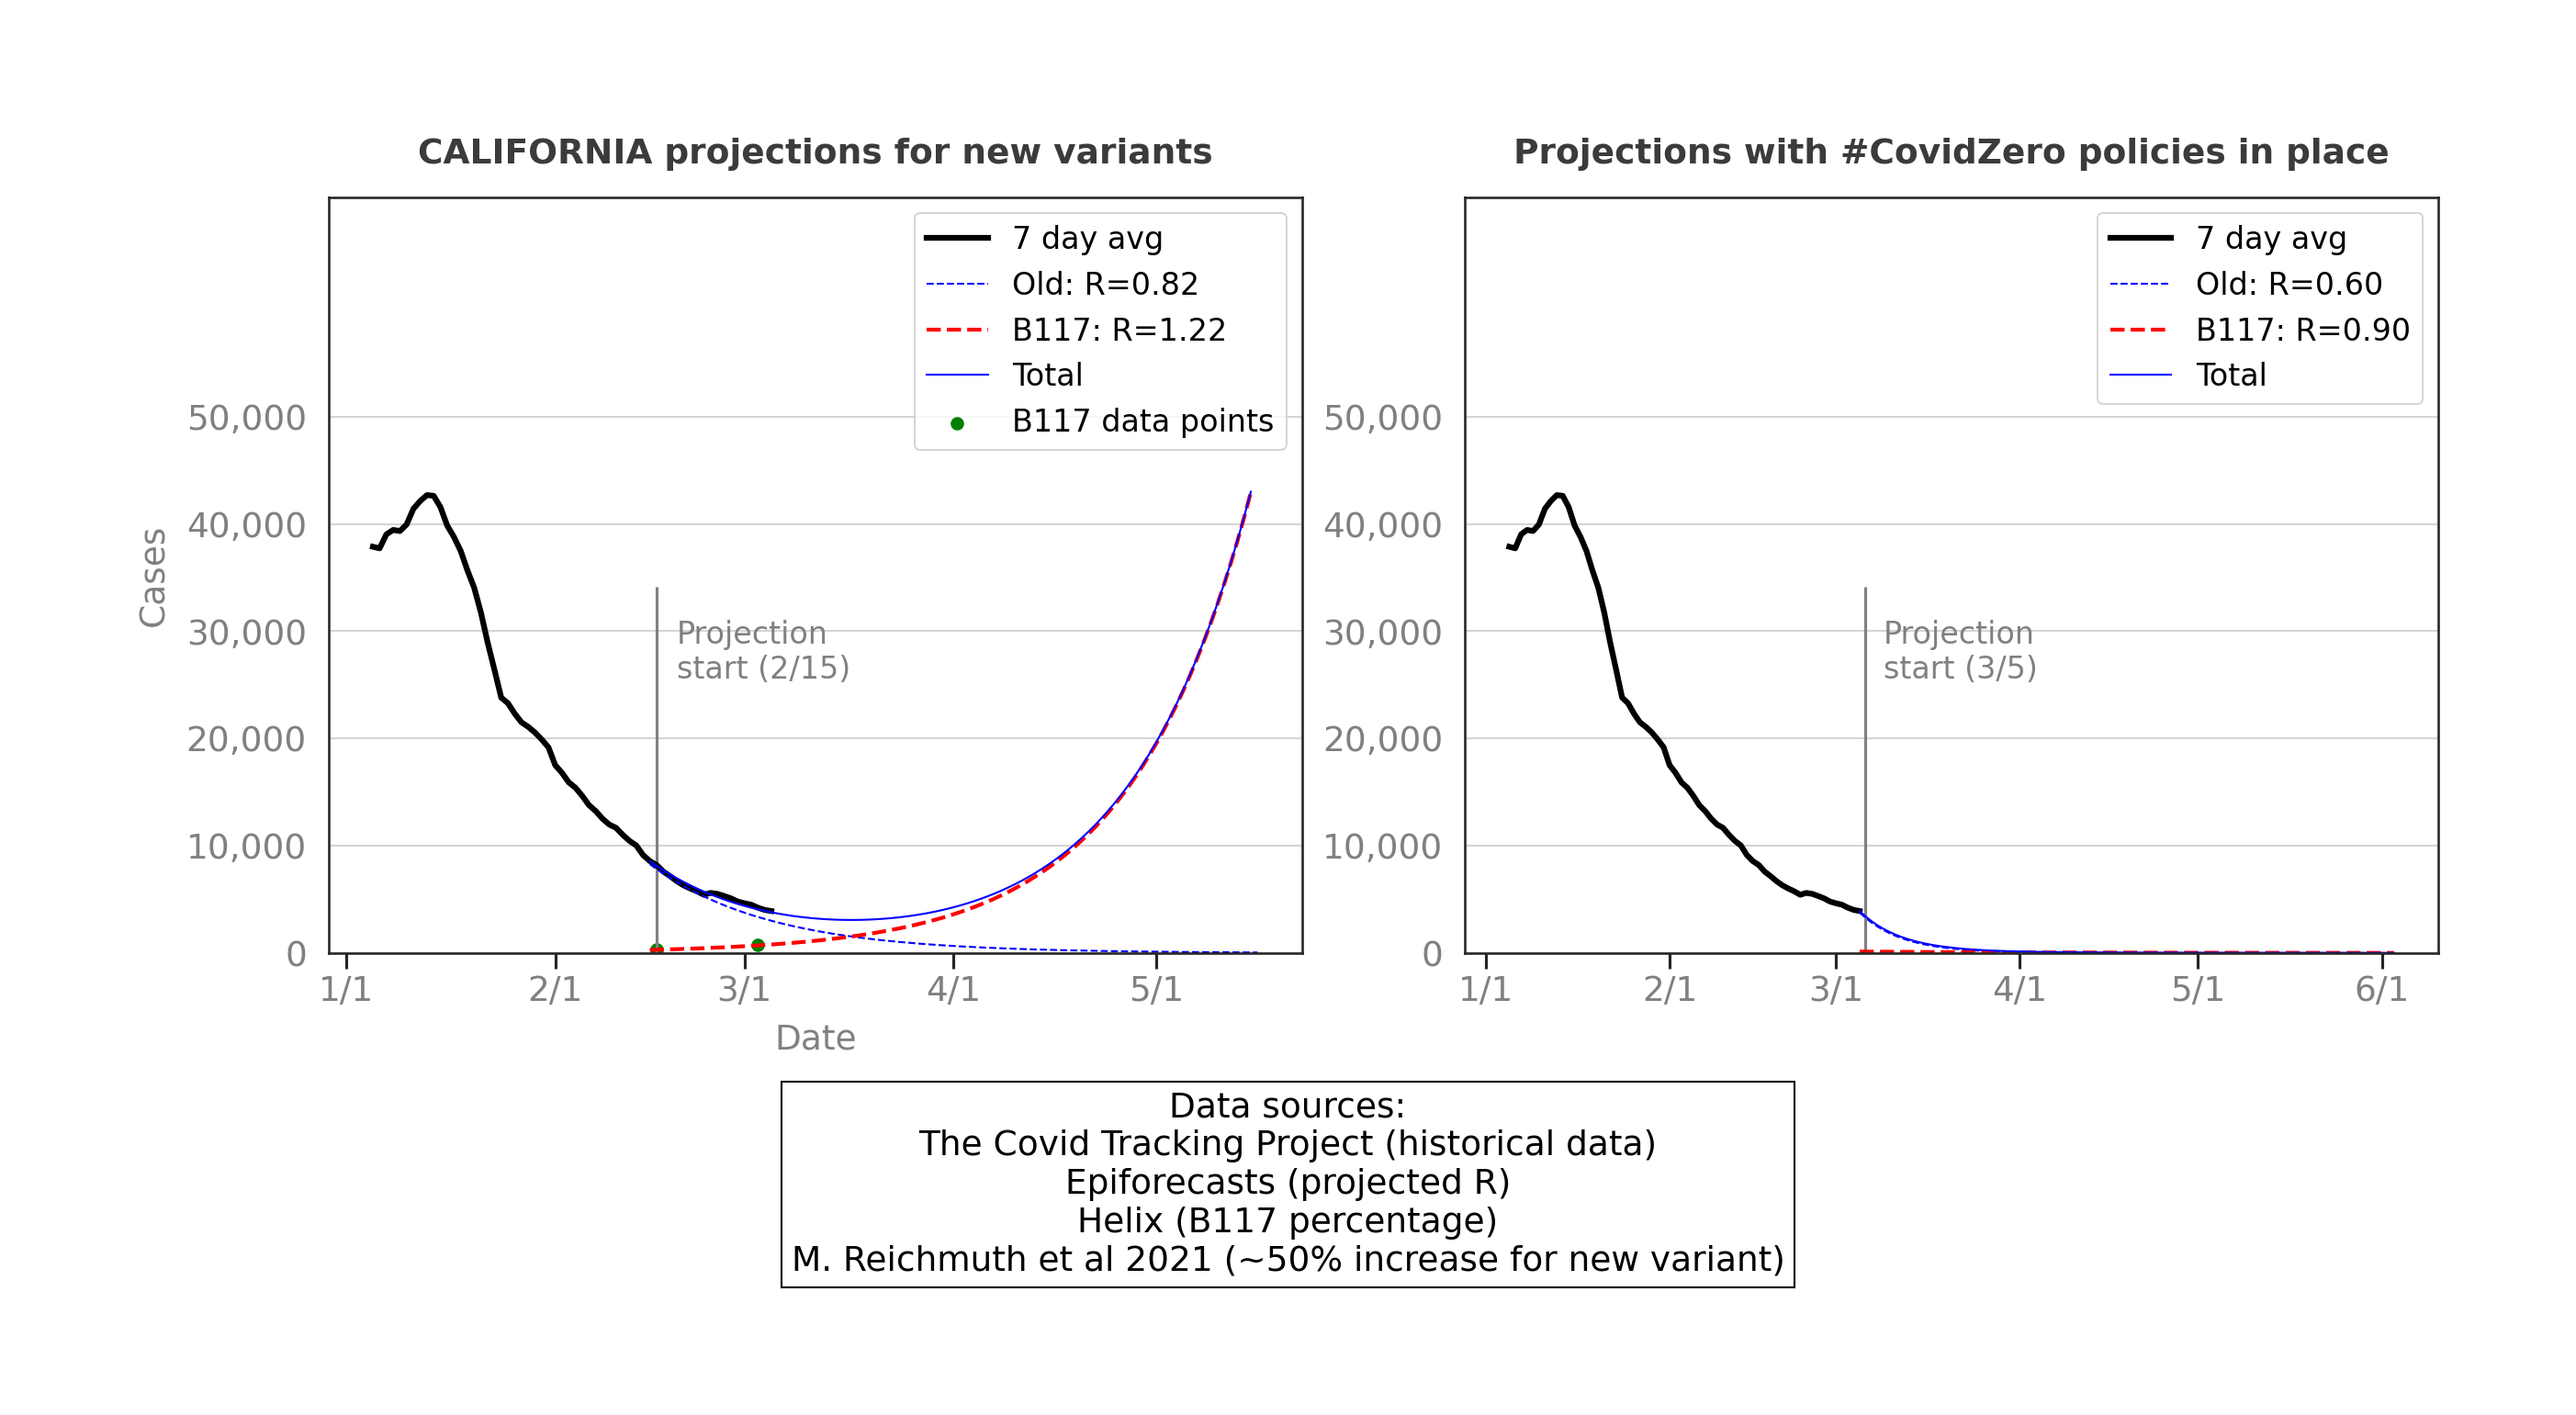 CALIFORNIA projections for new variants
7 day avg
Old: R=0.82
B117: R=1.22
Total
B117 data points
50,000
40,000
30,000
20,000
10,000
0
Cases
Projection
start (2/15)
1/1
2/1
3/1
4/1
5/1
Date
Projections with #CovidZero policies in place
7 day avg
Old: R=0.60
B117: R=0.90
Total
50,000
40,000
30,000
20,000
10,000
0
Projection
start (3/5)
1/1
2/1
3/1
4/1
5/1
6/1
Data sources:
The Covid Tracking Project (historical data)
Epiforecasts (projected R)
Helix (B117 percentage)
M. Reichmuth et al 2021 (~50% increase for new variant)